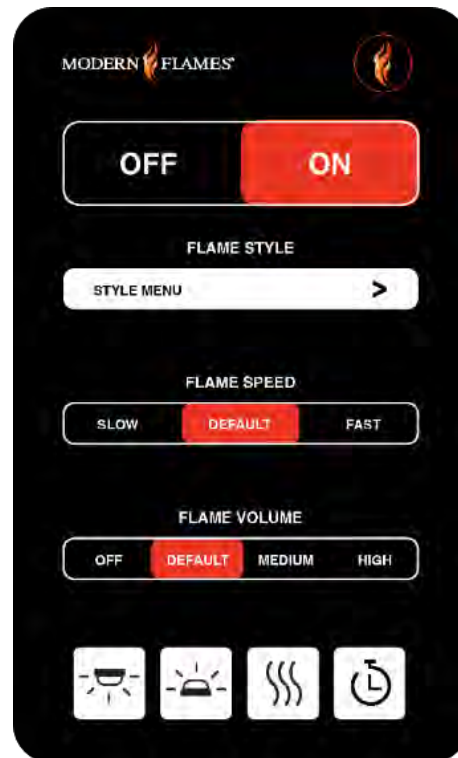 MODERN FLAMES®
OFF ON
FLAME STYLE
STYLE MENU >
FLAME SPEED
SLOW DEFAULT FAST
FLAME VOLUME
OFF DEFAULT MEDIUM HIGH